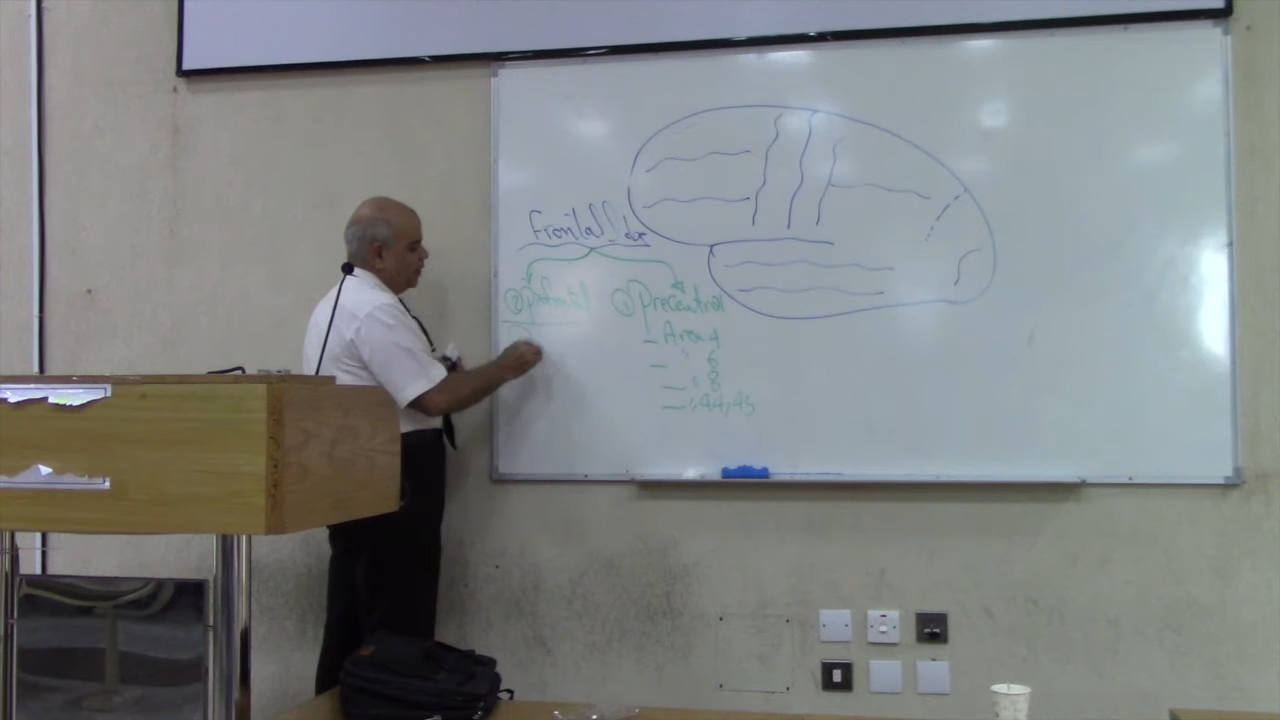 Frontal lobe
② prefrontal ① Precentral
– Area 4
– " 6
– " 8
– " 44,45